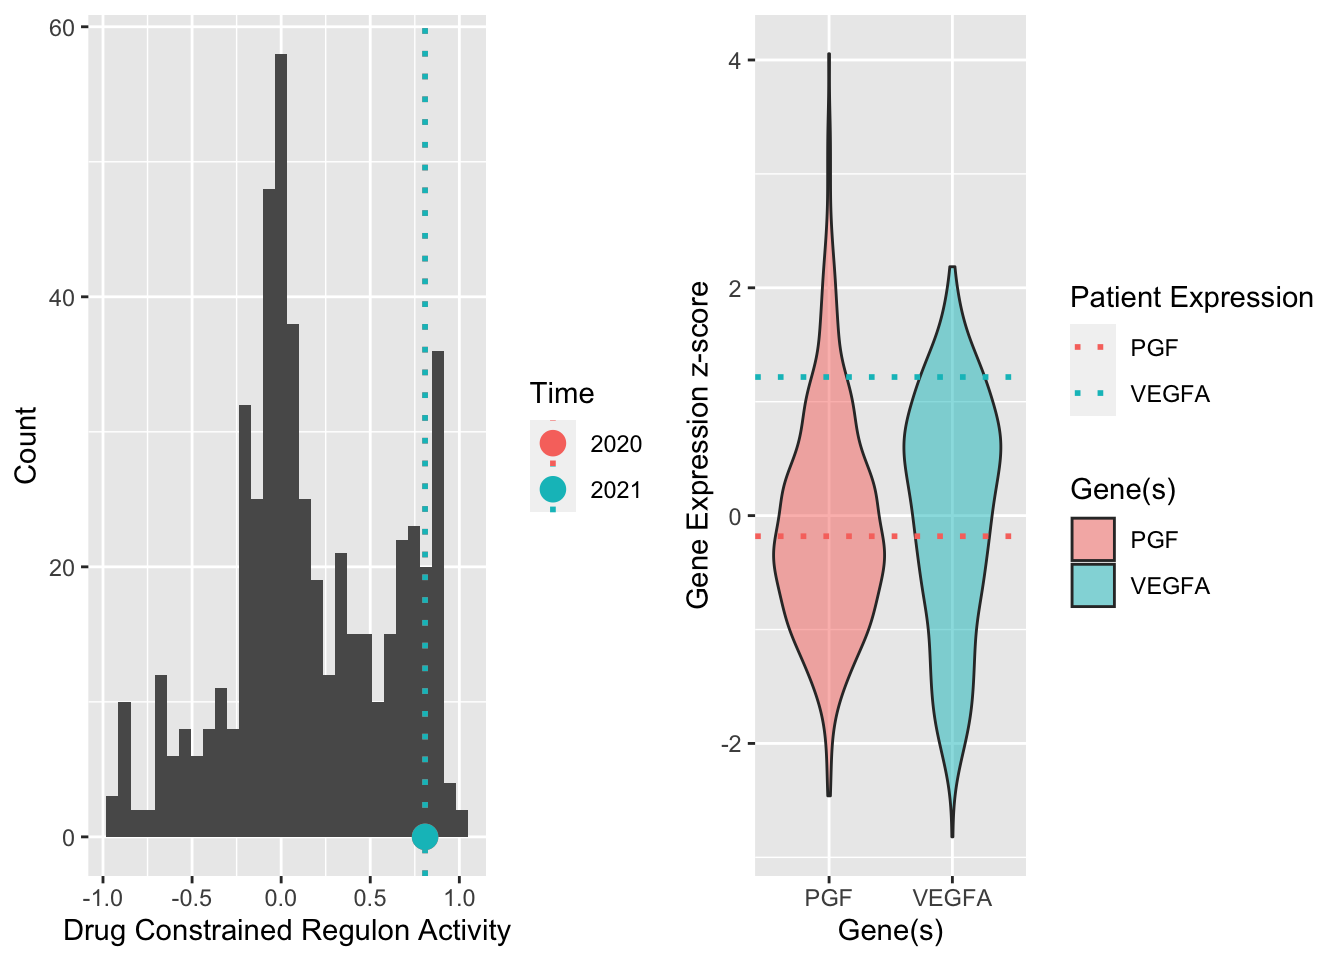 60
40
20
0
Count
-1.0 -0.5 0.0 0.5 1.0
Drug Constrained Regulon Activity
Time
2020
2021
4
2
0
-2
Gene Expression z-score
PGF VEGFA
Gene(s)
Patient Expression
PGF
VEGFA
Gene(s)
PGF
VEGFA